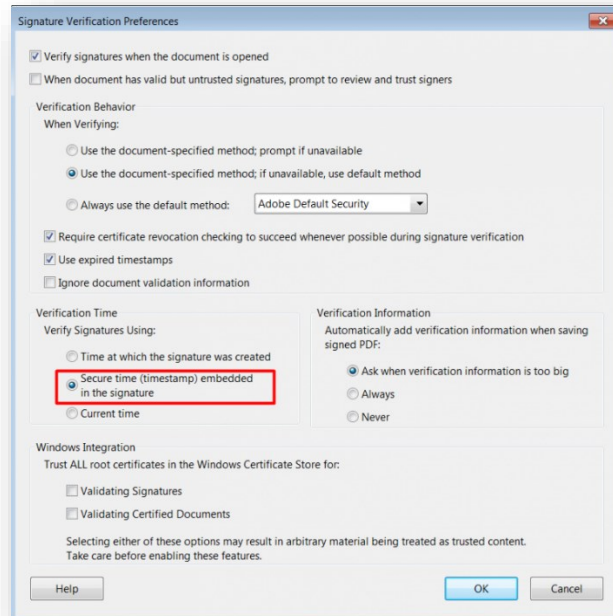 Signature Verification Preferences
Verify signatures when the document is opened
When document has valid but untrusted signatures, prompt to review and trust signers
Verification Behavior
When Verifying:
Use the document-specified method; prompt if unavailable
Use the document-specified method; if unavailable, use default method
Always use the default method: Adobe Default Security
Require certificate revocation checking to succeed whenever possible during signature verification
Use expired timestamps
Ignore document validation information
Verification Time
Verify Signatures Using:
Time at which the signature was created
Secure time (timestamp) embedded
in the signature
Current time
Verification Information
Automatically add verification information when saving
signed PDF:
Ask when verification information is too big
Always
Never
Windows Integration
Trust ALL root certificates in the Windows Certificate Store for:
Validating Signatures
Validating Certified Documents
Selecting either of these options may result in arbitrary material being treated as trusted content.
Take care before enabling these features.
Help
OK
Cancel